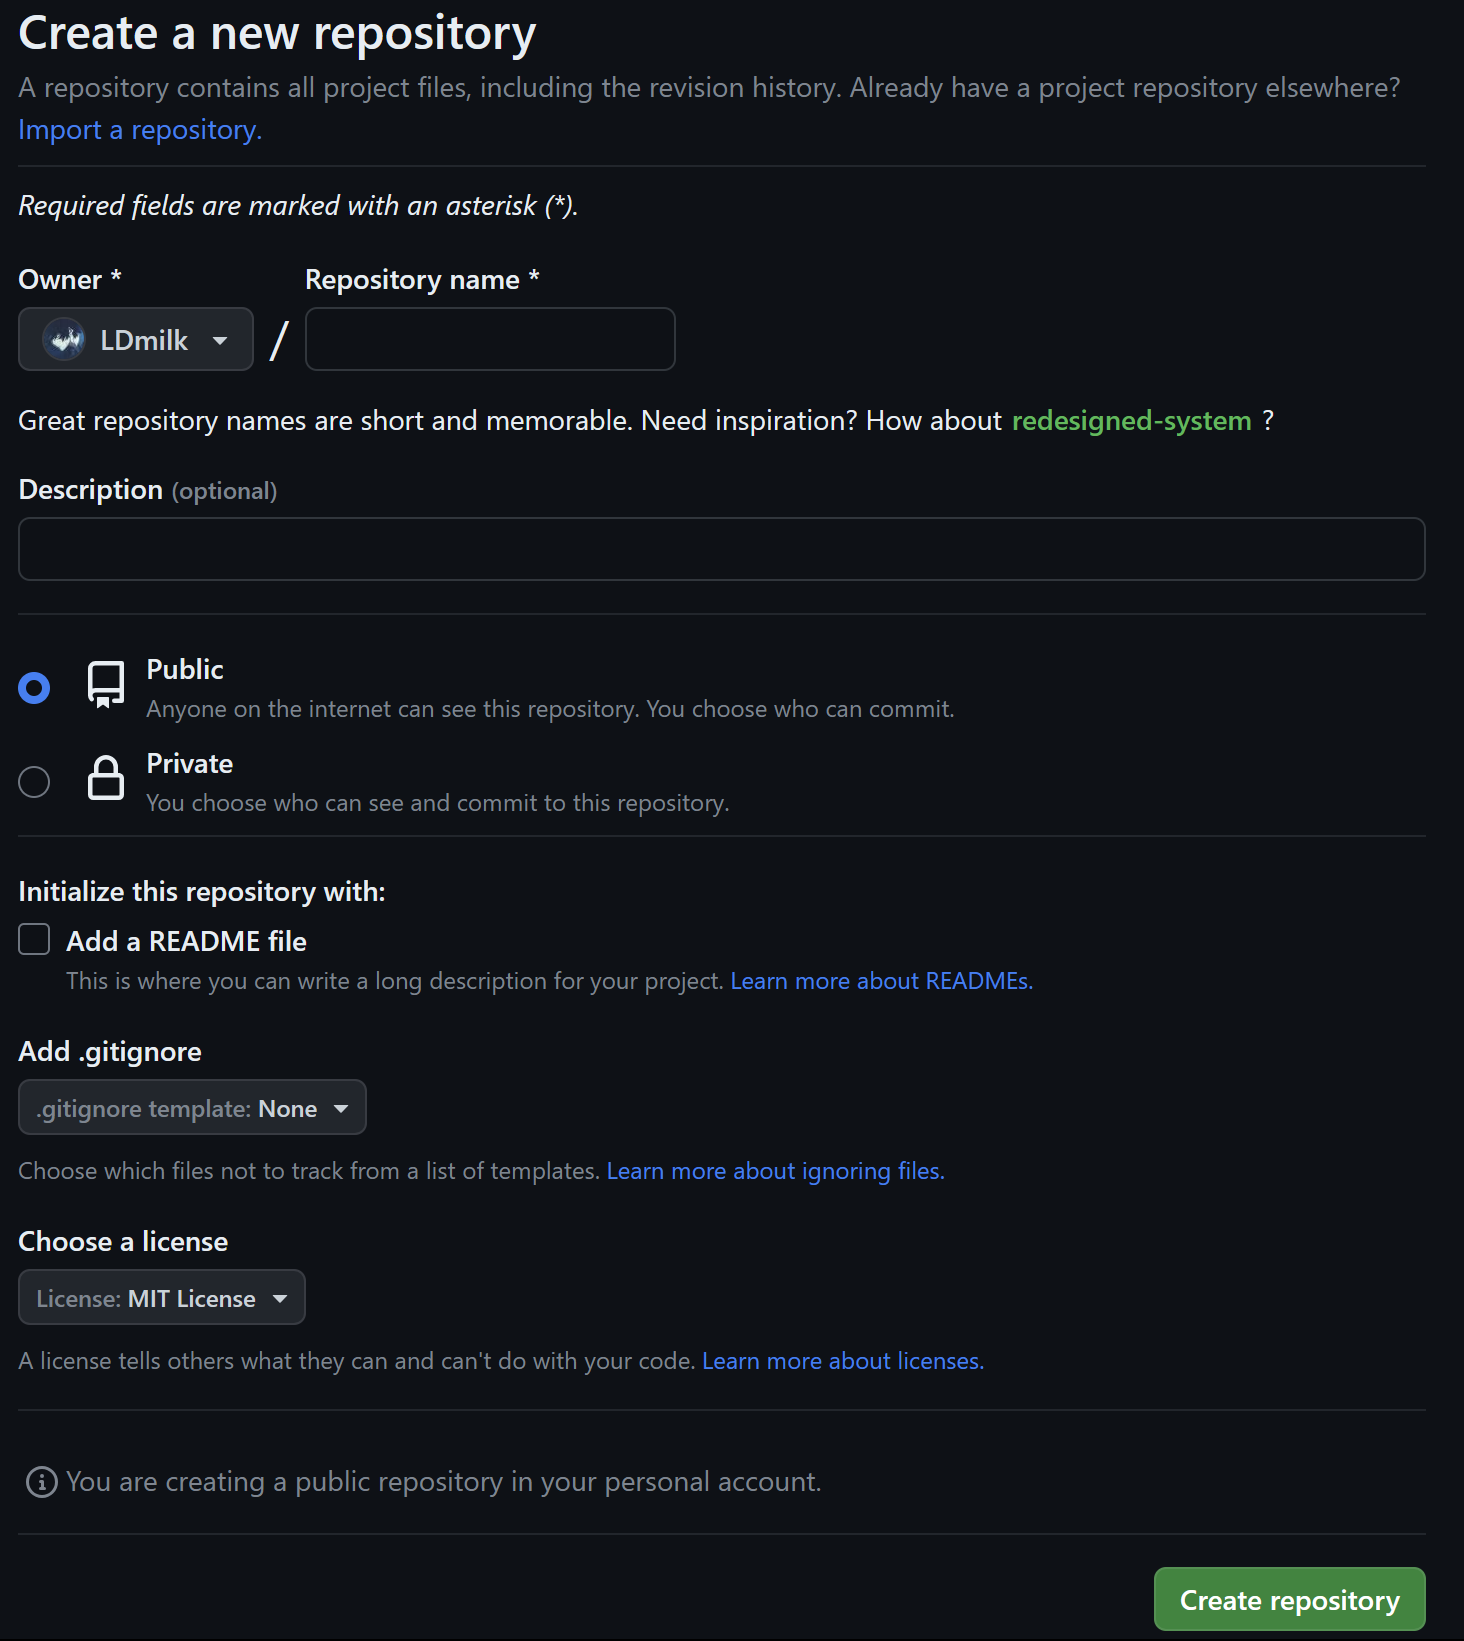 Create a new repository
A repository contains all project files, including the revision history. Already have a project repository elsewhere?
Import a repository.
Required fields are marked with an asterisk (*).
Owner *
Repository name *
LDmilk
/
Great repository names are short and memorable. Need inspiration? How about redesigned-system ?
Description (optional)
Public
Anyone on the internet can see this repository. You choose who can commit.
Private
You choose who can see and commit to this repository.
Initialize this repository with:
Add a README file
This is where you can write a long description for your project. Learn more about READMEs.
Add .gitignore
.gitignore template: None
Choose which files not to track from a list of templates. Learn more about ignoring files.
Choose a license
License: MIT License
A license tells others what they can and can't do with your code. Learn more about licenses.
You are creating a public repository in your personal account.
Create repository